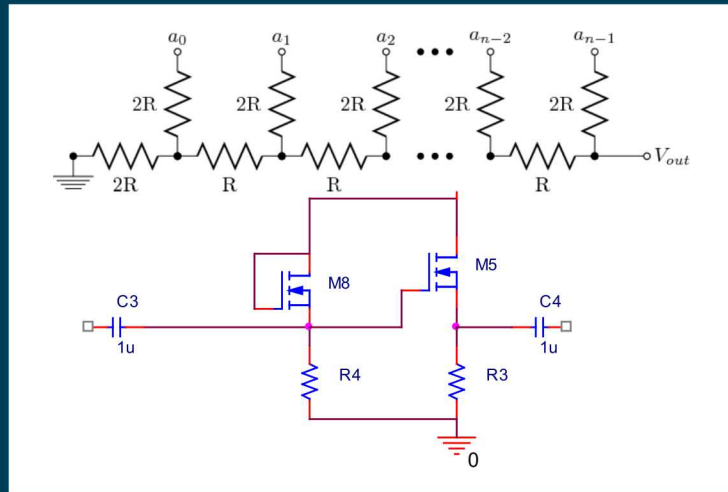 a₀ a₁ a₂ ••• aₙ₋₂ aₙ₋₁
2R 2R 2R 2R 2R
••• Vout
2R R R R
M5
M8
C3 C4
1u 1u
R4 R3
0